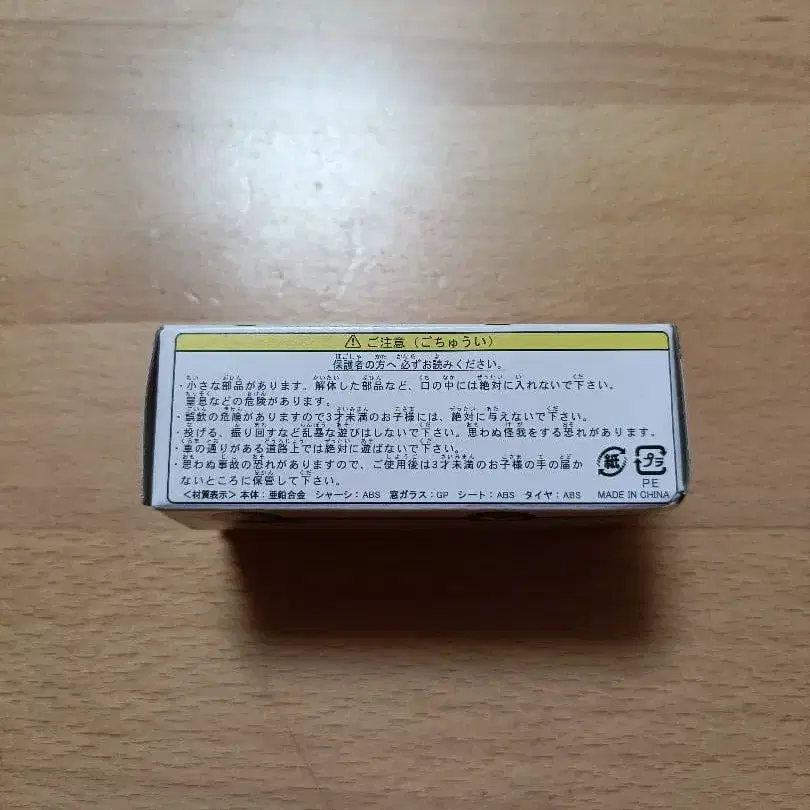 ⚠ ご注意（ごちゅうい）
保護者の方へ 必ずお読みください。
・小さな部品があります。解体した部品など、口の中には絶対に入れないで下さい。
窒息などの危険があります。
・誤飲の危険がありますので3才未満のお子様には、絶対に与えないで下さい。
・投げる、振り回すなど乱暴な遊びはしないで下さい。思わぬ怪我をする恐れがあります。
・車の通りがある道路上では絶対に遊ばないで下さい。
・思わぬ事故の恐れがありますので、ご使用後は3才未満のお子様の手の届か
ないところに保管して下さい。
紙 プラ
PE
＜材質表示＞本体：亜鉛合金 シャーシ：ABS 窓ガラス：GP シート：ABS タイヤ：ABS MADE IN CHINA